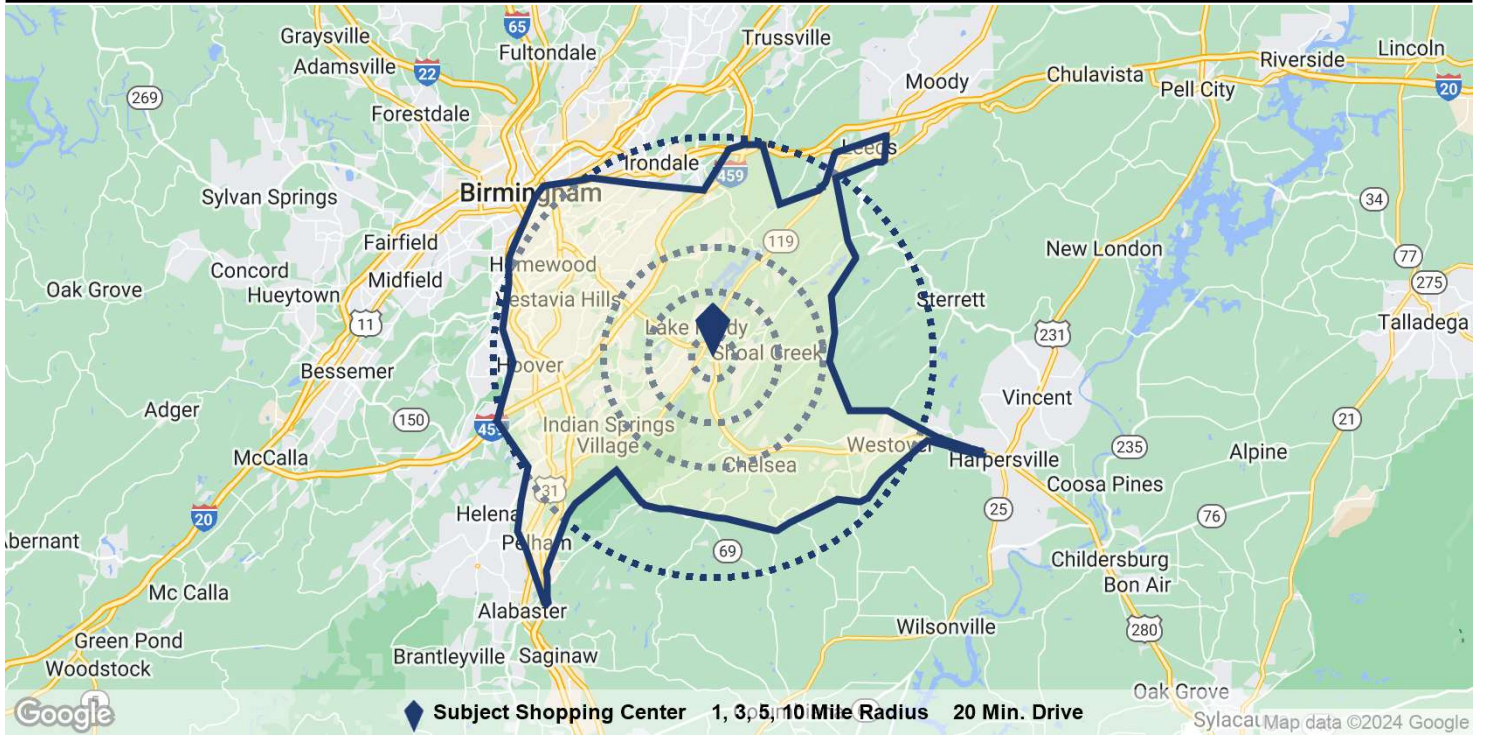 65
Graysville
Fultondale
Trussville
Lincoln
Adamsville
22
Riverside
Chulavista
Moody
Pell City
20
269
Forestdale
Leeds
Irondale
459
Birmingham
Sylvan Springs
34
Fairfield
119
New London
77
Concord
Midfield
Homewood
275
Oak Grove
Hueytown
Vestavia Hills
Sterrett
11
Lake Purdy
231
Talladega
Shoal Creek
Hoover
Bessemer
Vincent
Adger
150
459
Indian Springs
Village
21
Westover
235
Alpine
McCalla
Chelsea
Harpersville
31
Coosa Pines
20
Helena
25
76
Abernant
Pelham
69
Childersburg
Bon Air
Mc Calla
Alabaster
Wilsonville
280
Green Pond
Woodstock
Brantleyville
Saginaw
Oak Grove
Google
Subject Shopping Center 1, 3, 5, 10 Mile Radius 20 Min. Drive
Map data ©2024 Google